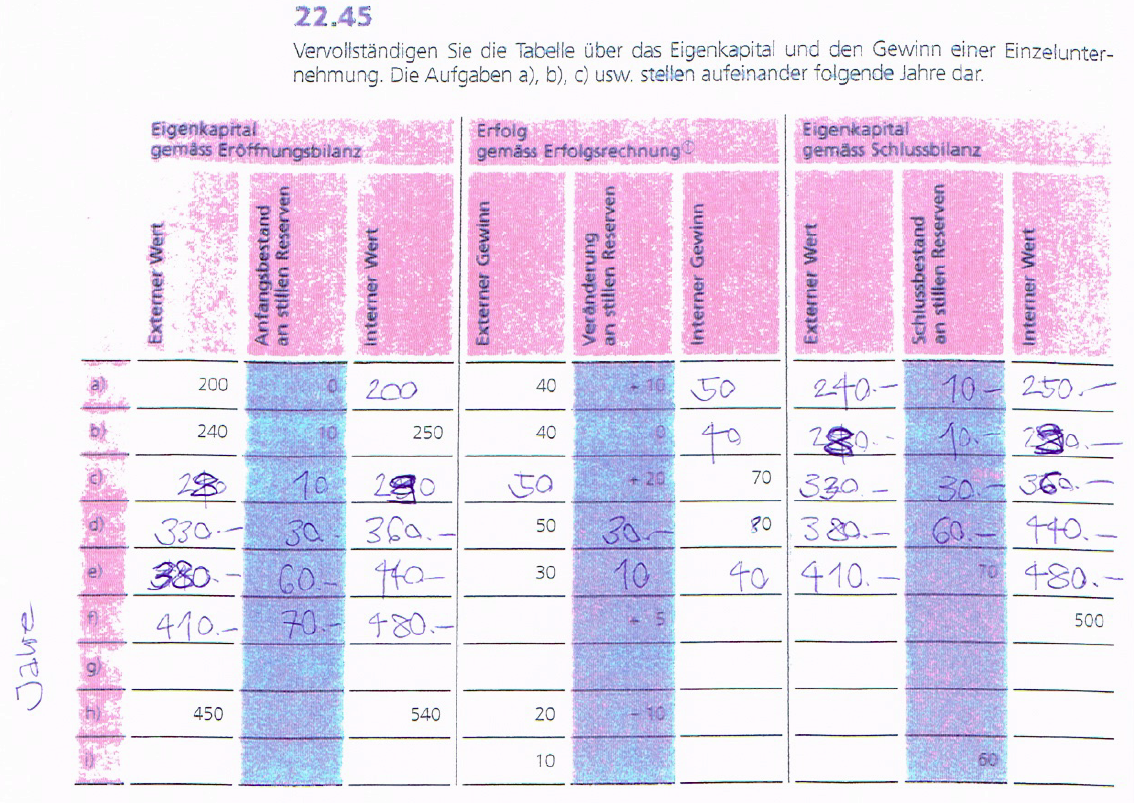 22.45
Vervollständigen Sie die Tabelle über das Eigenkapital und den Gewinn einer Einzelunter-
nehmung. Die Aufgaben a), b), c) usw. stellen aufeinander folgende Jahre dar.
Eigenkapital
gemäss Eröffnungsbilanz
Erfolg
gemäss Erfolgsrechnung①
Eigenkapital
gemäss Schlussbilanz
Externer Wert
Anfangsbestand
an stillen Reserven
Interner Wert
Externer Gewinn
Veränderung
an stillen Reserven
Interner Gewinn
Externer Wert
Schlussbestand
an stillen Reserven
Interner Wert
a) 200 0 200 40 + 10 50 240.– 10.– 250.–
b) 240 10 250 40 0 40 280.– 10.– 290.–
c) 280 10 290 50 + 20 70 330.– 30.– 360.–
d) 330.– 30.– 360.– 50 30.– 80 380.– 60.– 440.–
e) 380.– 60.– 440– 30 10 40 410.– 70 480.–
f) 410.– 70.– 480.– + 5 500
g)
h) 450 540 20 – 10
i) 10 60
Jahre